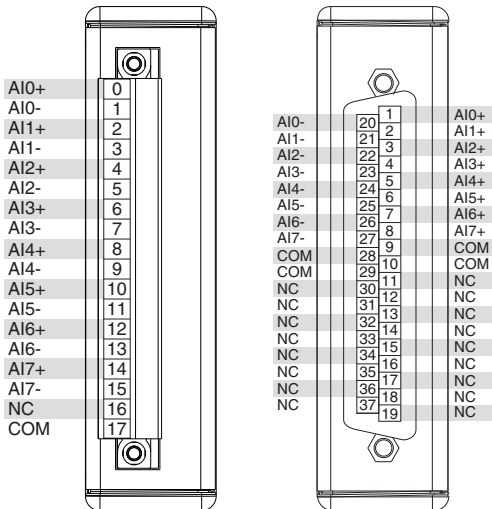 AI0+ 0
AI0- 1
AI1+ 2
AI1- 3
AI2+ 4
AI2- 5
AI3+ 6
AI3- 7
AI4+ 8
AI4- 9
AI5+ 10
AI5- 11
AI6+ 12
AI6- 13
AI7+ 14
AI7- 15
NC 16
COM 17
1 AI0+
AI0- 20
2 AI1+
AI1- 21
3 AI2+
AI2- 22
4 AI3+
AI3- 23
5 AI4+
AI4- 24
6 AI5+
AI5- 25
7 AI6+
AI6- 26
8 AI7+
AI7- 27
9 COM
COM 28
10 COM
COM 29
11 NC
NC 30
12 NC
NC 31
13 NC
NC 32
14 NC
NC 33
15 NC
NC 34
16 NC
NC 35
17 NC
NC 36
18 NC
NC 37
19 NC